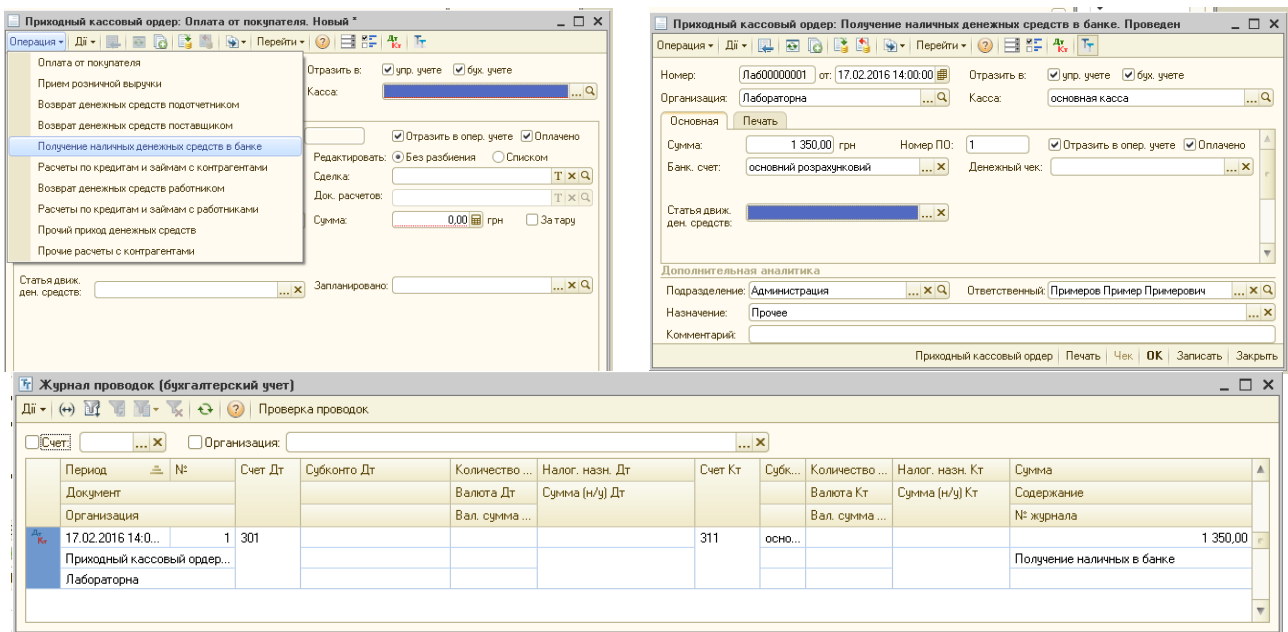 Приходный кассовый ордер: Оплата от покупателя. Новый *
Операция Дії Перейти
Оплата от покупателя
Прием розничной выручки
Возврат денежных средств подотчетником
Возврат денежных средств поставщиком
Получение наличных денежных средств в банке
Расчеты по кредитам и займам с контрагентами
Возврат денежных средств работником
Расчеты по кредитам и займам с работниками
Прочий приход денежных средств
Прочие расчеты с контрагентами
Отразить в: упр. учете бух. учете
Касса: ...
Отразить в опер. учете Оплачено
Редактировать: Без разбиения Списком
Сделка: T
Док. расчетов: T
Сумма: 0,00 грн За тару
Статья движ. ден. средств: ...
Запланировано: ...
Приходный кассовый ордер: Получение наличных денежных средств в банке. Проведен
Операция Дії Перейти
Номер: Лаб00000001 от: 17.02.2016 14:00:00 Отразить в: упр. учете бух. учете
Организация: Лабораторна ... Касса: основная касса ...
Основная Печать
Сумма: 1 350,00 грн Номер ПО: 1 Отразить в опер. учете Оплачено
Банк. счет: основний розрахунковий ... Денежный чек: ...
Статья движ.
ден. средств: ...
Дополнительная аналитика
Подразделение: Администрация ... Ответственный: Примеров Пример Примерович ...
Назначение: Прочее ...
Комментарий:
Приходный кассовый ордер Печать Чек OK Записать Закрыть
Журнал проводок (бухгалтерский учет)
Дії Проверка проводок
Счет: ... Организация: ...
Период № Счет Дт Субконто Дт Количество ... Налог. назн. Дт Счет Кт Субк... Количество ... Налог. назн. Кт Сумма
Документ Валюта Дт Сумма (н/у) Дт Валюта Кт Сумма (н/у) Кт Содержание
Организация Вал. сумма ... Вал. сумма ... № журнала
17.02.2016 14:0... 1 301 311 осно... 1 350,00
Приходный кассовый ордер... Получение наличных в банке
Лабораторна